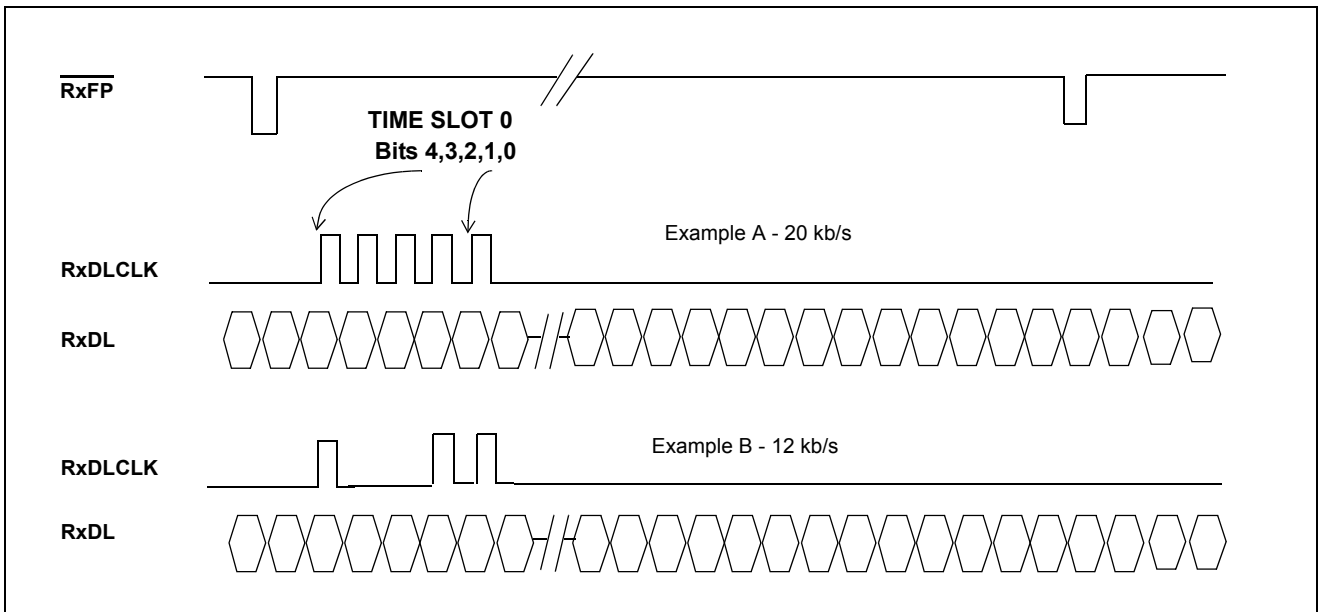 RxFP
TIME SLOT 0
Bits 4,3,2,1,0
Example A - 20 kb/s
RxDLCLK
RxDL
Example B - 12 kb/s
RxDLCLK
RxDL